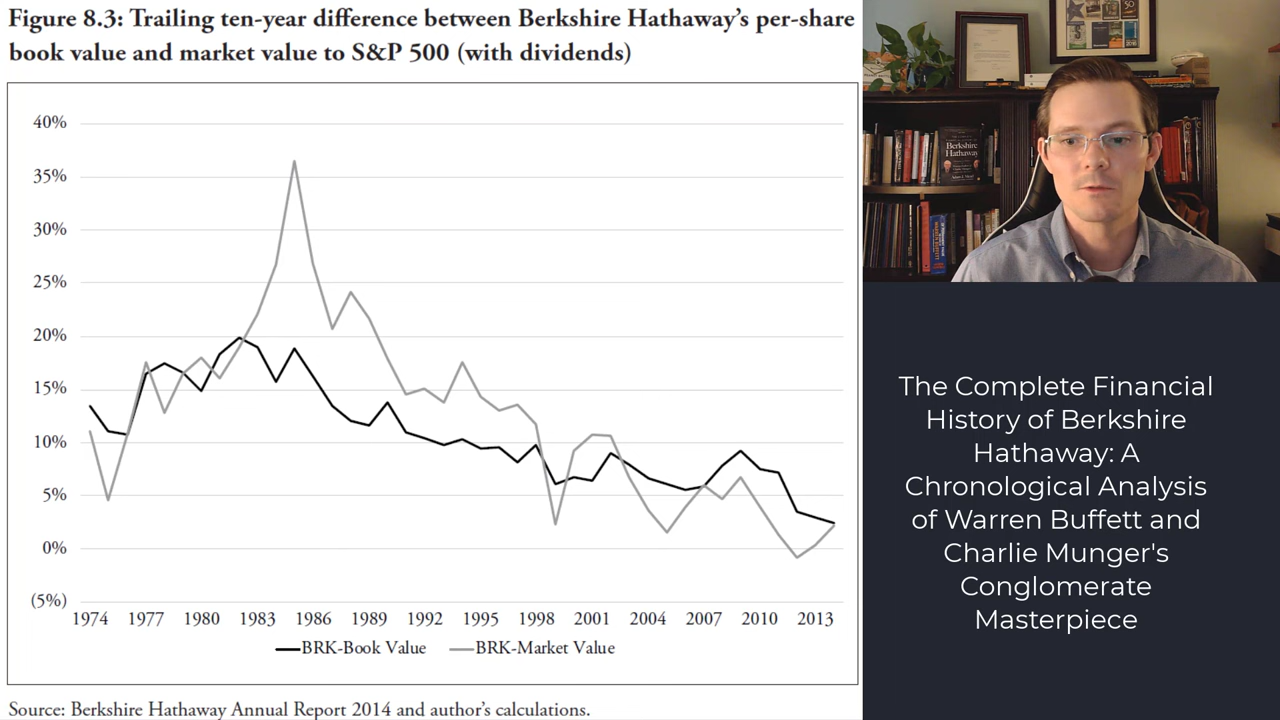 Figure 8.3: Trailing ten-year difference between Berkshire Hathaway's per-share
book value and market value to S&P 500 (with dividends)
40%
35%
30%
25%
20%
15%
10%
5%
0%
(5%)
1974 1977 1980 1983 1986 1989 1992 1995 1998 2001 2004 2007 2010 2013
BRK-Book Value BRK-Market Value
Source: Berkshire Hathaway Annual Report 2014 and author's calculations.
Berkshire
Hathaway
The Complete Financial
History of Berkshire
Hathaway: A
Chronological Analysis
of Warren Buffett and
Charlie Munger's
Conglomerate
Masterpiece